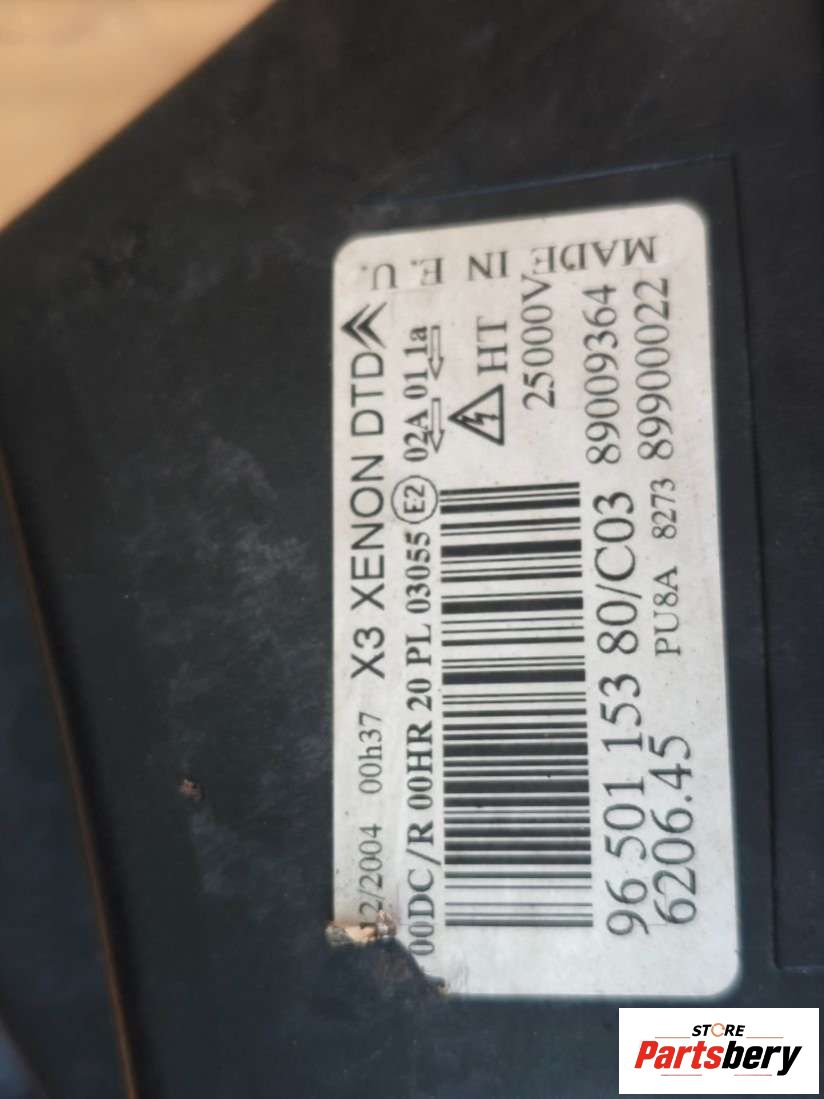 12/2004 00h37 X3 XENON DTD
00DC/R 00HR 20 PL 03055 E2 02A 01 1a
HT
25000V
96 501 153 80/C03 89009364
6206.45 PU8A 8273 89900022
MADE IN E.U.
STORE
Partsbery